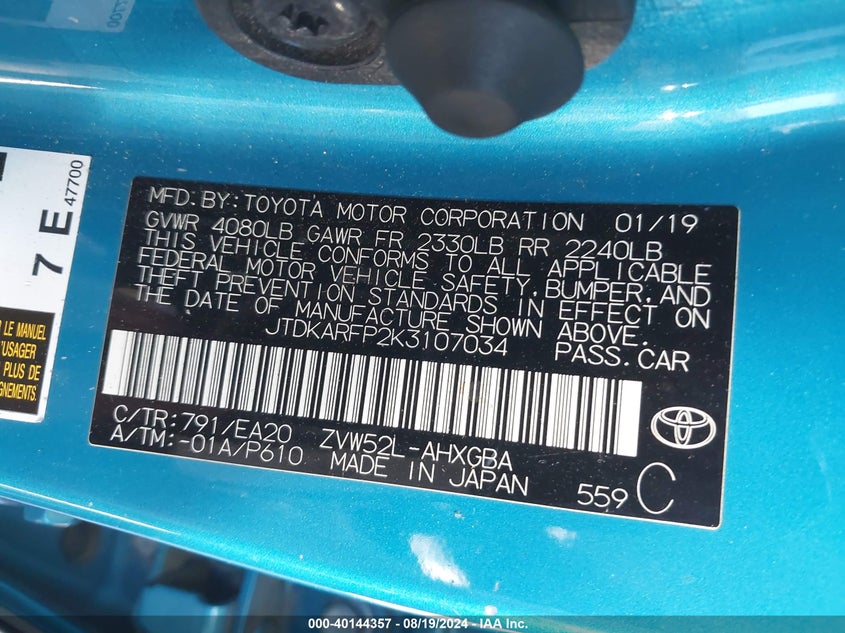 7 E
47700
R LE MANUEL
'USAGER
PLUS DE
GNEMENTS.
MFD. BY: TOYOTA MOTOR CORPORATION 01/19
GVWR 4080LB GAWR FR 2330LB RR 2240LB
THIS VEHICLE CONFORMS TO ALL APPLICABLE
FEDERAL MOTOR VEHICLE SAFETY, BUMPER, AND
THEFT PREVENTION STANDARDS IN EFFECT ON
THE DATE OF MANUFACTURE SHOWN ABOVE.
JTDKARFP2K3107034 PASS. CAR
C/TR: 791/EA20 ZVW52L-AHXGBA
A/TM: -01A/P610 MADE IN JAPAN
559 C
000-40144357 - 08/19/2024 - IAA Inc.